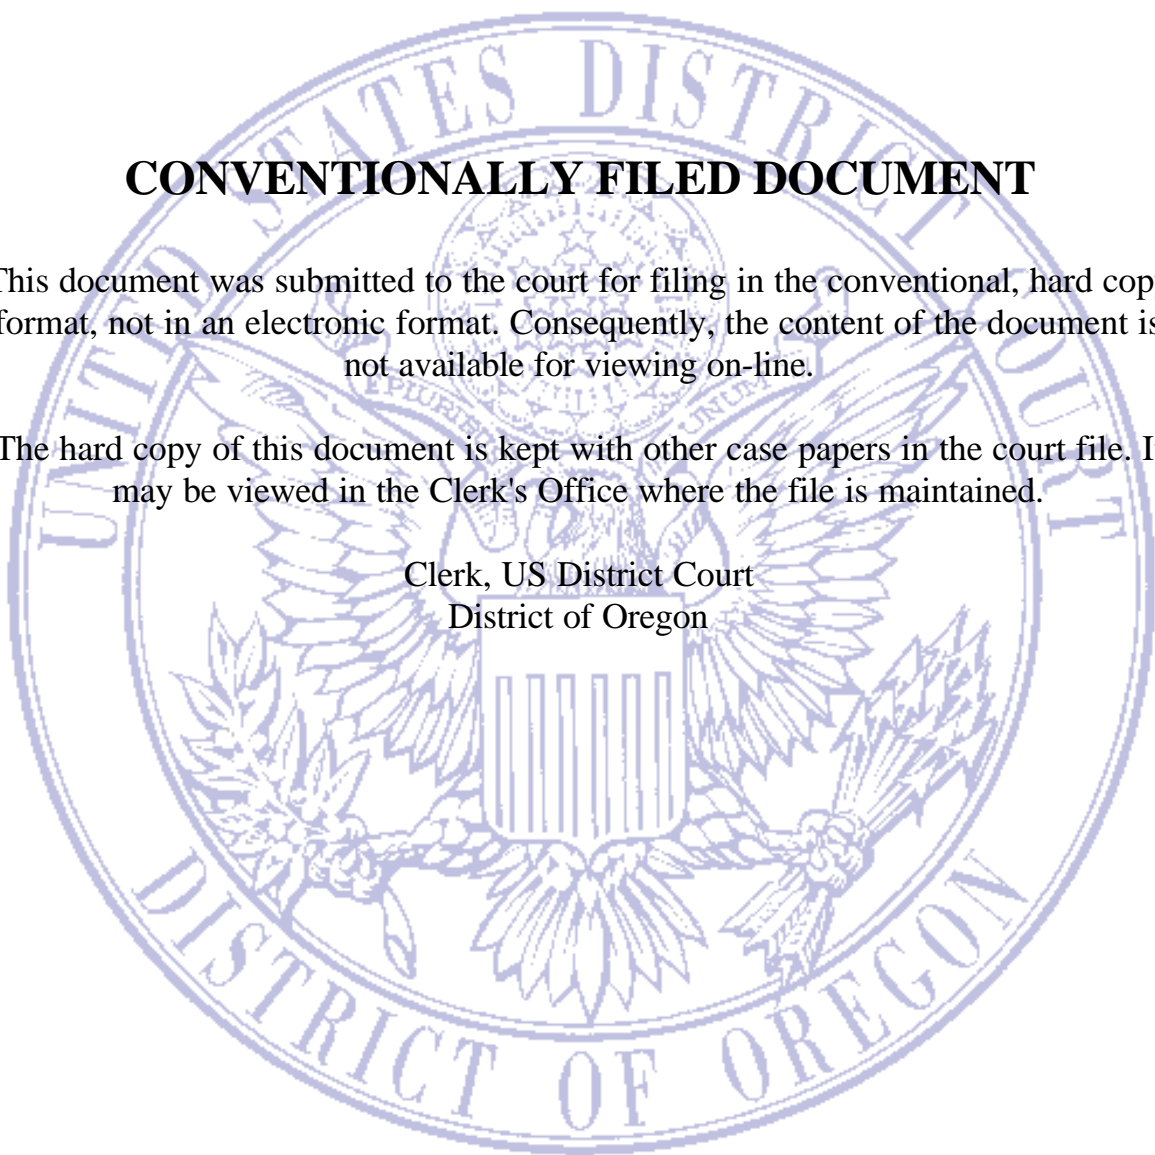 UNITED STATES DISTRICT COURT
CONVENTIONALLY FILED DOCUMENT
This document was submitted to the court for filing in the conventional, hard cop
format, not in an electronic format. Consequently, the content of the document is
not available for viewing on-line.
E PLURIBUS UNUM
The hard copy of this document is kept with other case papers in the court file. I
may be viewed in the Clerk's Office where the file is maintained.
Clerk, US District Court
District of Oregon
DISTRICT OF OREGON